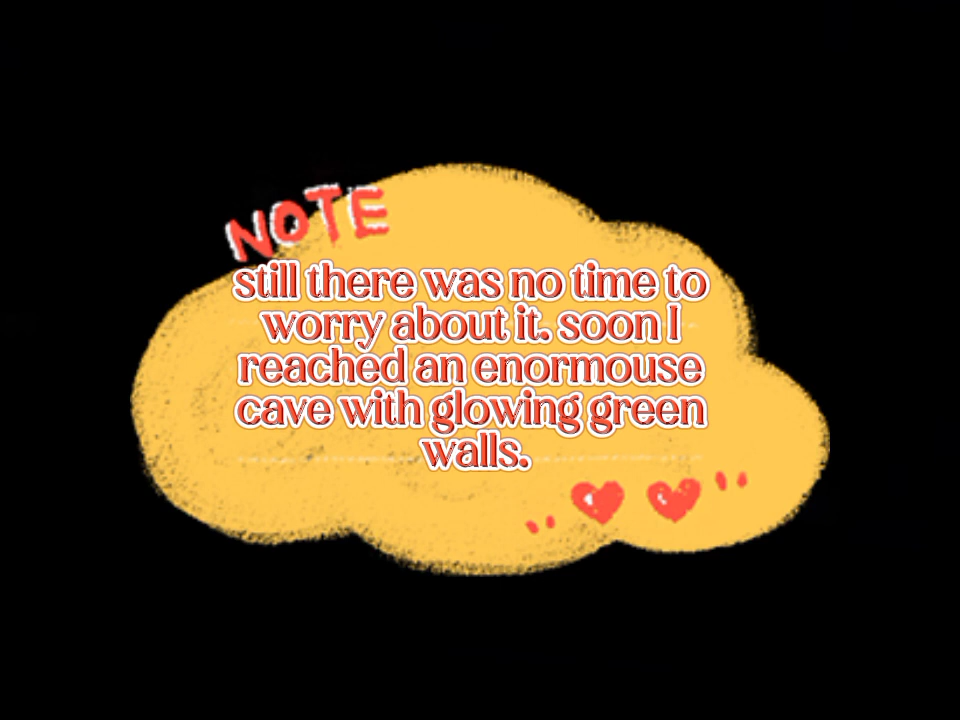 NOTE
still there was no time to
worry about it. soon I
reached an enormouse
cave with glowing green
walls.